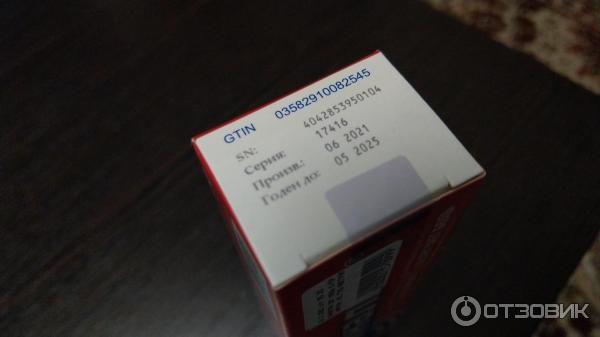 GTIN 03582910082545
SN: 4042853950104
Серия: 17416
Произв.: 06 2021
Годен до: 05 2025
ОТЗОВИК